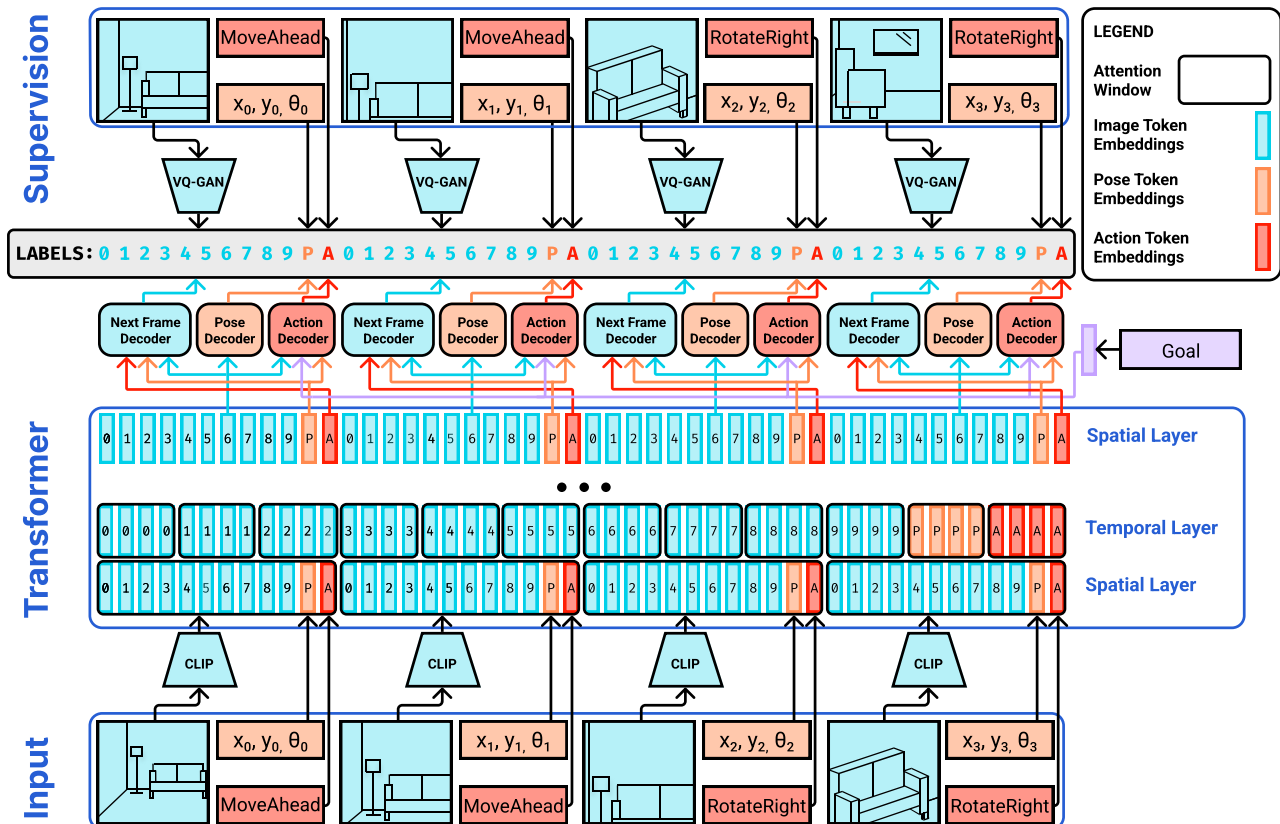 Supervision
MoveAhead
x0, y0, θ0
MoveAhead
x1, y1, θ1
RotateRight
x2, y2, θ2
RotateRight
x3, y3, θ3
LEGEND
Attention
Window
Image Token
Embeddings
Pose Token
Embeddings
Action Token
Embeddings
VQ-GAN VQ-GAN VQ-GAN VQ-GAN
LABELS: 0 1 2 3 4 5 6 7 8 9 P A 0 1 2 3 4 5 6 7 8 9 P A 0 1 2 3 4 5 6 7 8 9 P A 0 1 2 3 4 5 6 7 8 9 P A
Next Frame
Decoder
Pose
Decoder
Action
Decoder
Next Frame
Decoder
Pose
Decoder
Action
Decoder
Next Frame
Decoder
Pose
Decoder
Action
Decoder
Next Frame
Decoder
Pose
Decoder
Action
Decoder
Goal
Transformer
0 1 2 3 4 5 6 7 8 9 P A 0 1 2 3 4 5 6 7 8 9 P A 0 1 2 3 4 5 6 7 8 9 P A 0 1 2 3 4 5 6 7 8 9 P A
Spatial Layer
• • •
0 0 0 0 1 1 1 1 2 2 2 2 3 3 3 3 4 4 4 4 5 5 5 5 6 6 6 6 7 7 7 7 8 8 8 8 9 9 9 9 P P P P A A A A
Temporal Layer
0 1 2 3 4 5 6 7 8 9 P A 0 1 2 3 4 5 6 7 8 9 P A 0 1 2 3 4 5 6 7 8 9 P A 0 1 2 3 4 5 6 7 8 9 P A
Spatial Layer
CLIP CLIP CLIP CLIP
Input
x0, y0, θ0
MoveAhead
x1, y1, θ1
MoveAhead
x2, y2, θ2
RotateRight
x3, y3, θ3
RotateRight